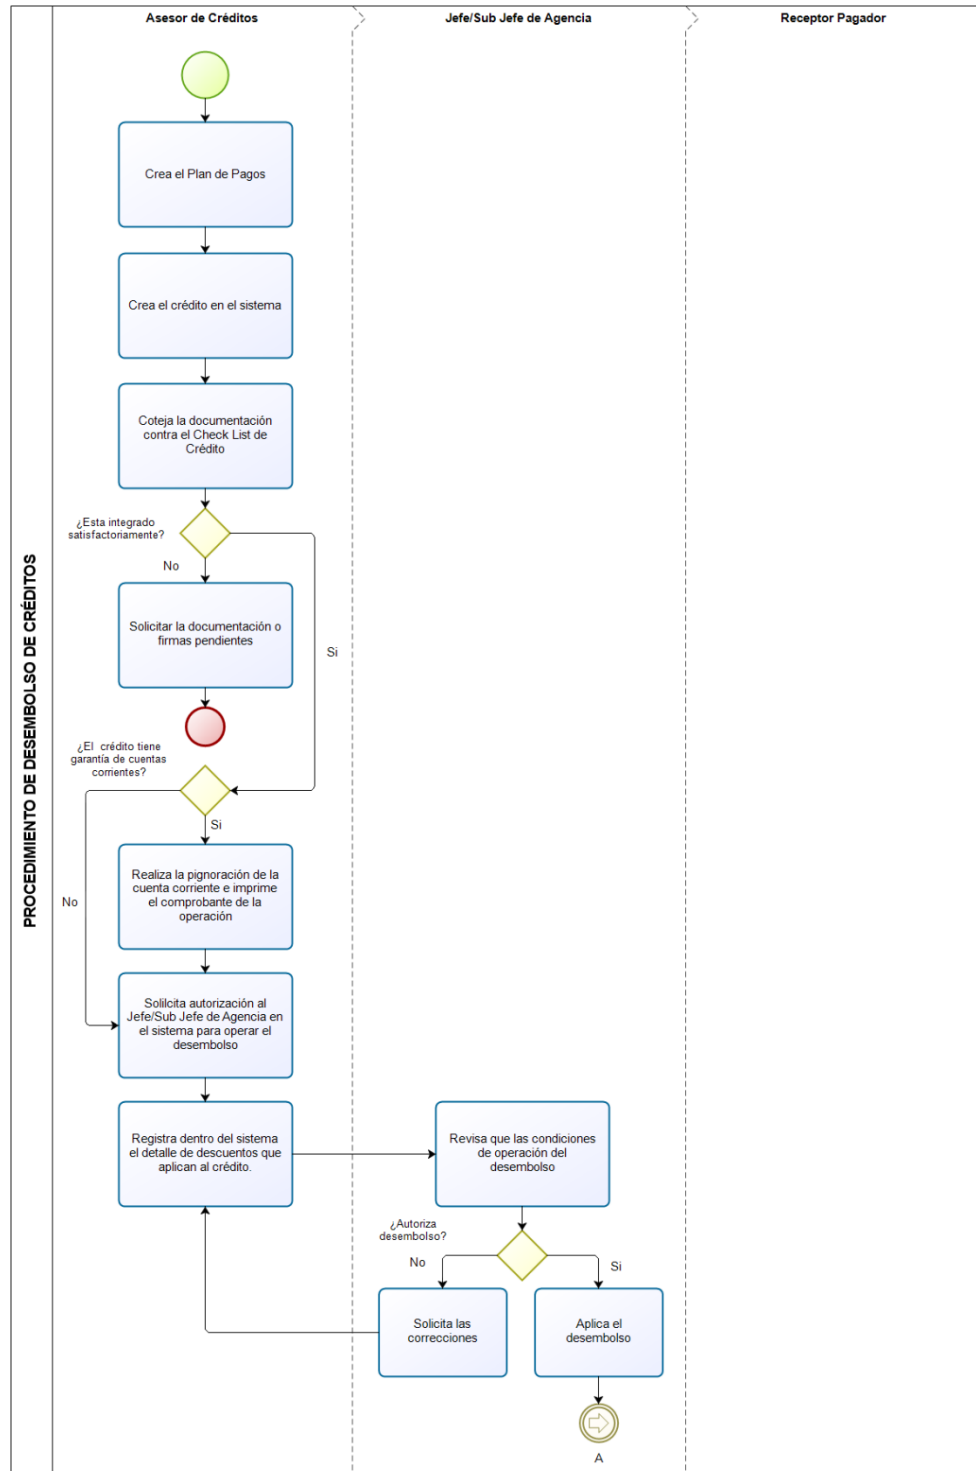 Asesor de Créditos
Jefe/Sub Jefe de Agencia
Receptor Pagador
PROCEDIMIENTO DE DESEMBOLSO DE CRÉDITOS
Crea el Plan de Pagos
Crea el crédito en el sistema
Coteja la documentación
contra el Check List de
Crédito
¿Esta integrado
satisfactoriamente?
No
Si
Solicitar la documentación o
firmas pendientes
¿El crédito tiene
garantía de cuentas
corrientes?
Si
No
Realiza la pignoración de la
cuenta corriente e imprime
el comprobante de la
operación
Solilcita autorización al
Jefe/Sub Jefe de Agencia en
el sistema para operar el
desembolso
Registra dentro del sistema
el detalle de descuentos que
aplican al crédito.
Revisa que las condiciones
de operación del
desembolso
¿Autoriza
desembolso?
No
Si
Solicita las
correcciones
Aplica el
desembolso
A